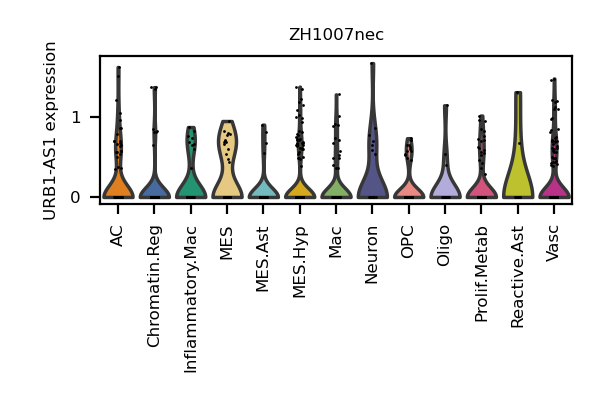 ZH1007nec
URB1-AS1 expression
1
0
AC
Chromatin.Reg
Inflammatory.Mac
MES
MES.Ast
MES.Hyp
Mac
Neuron
OPC
Oligo
Prolif.Metab
Reactive.Ast
Vasc